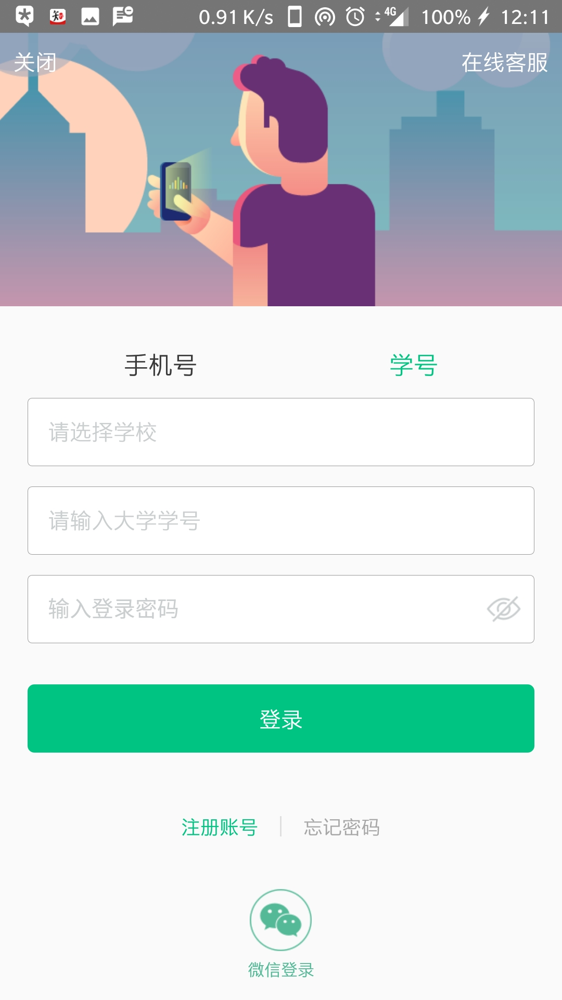 0.91 K/s 4G 100% 12:11
关闭 在线客服
手机号 学号
请选择学校
请输入大学学号
输入登录密码
登录
注册账号 忘记密码
微信登录